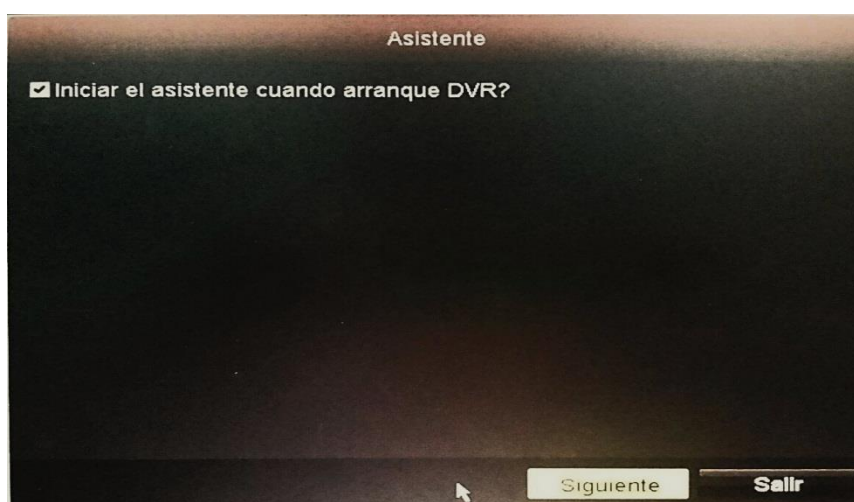 Asistente
Iniciar el asistente cuando arranque DVR?
Siguiente
Salir